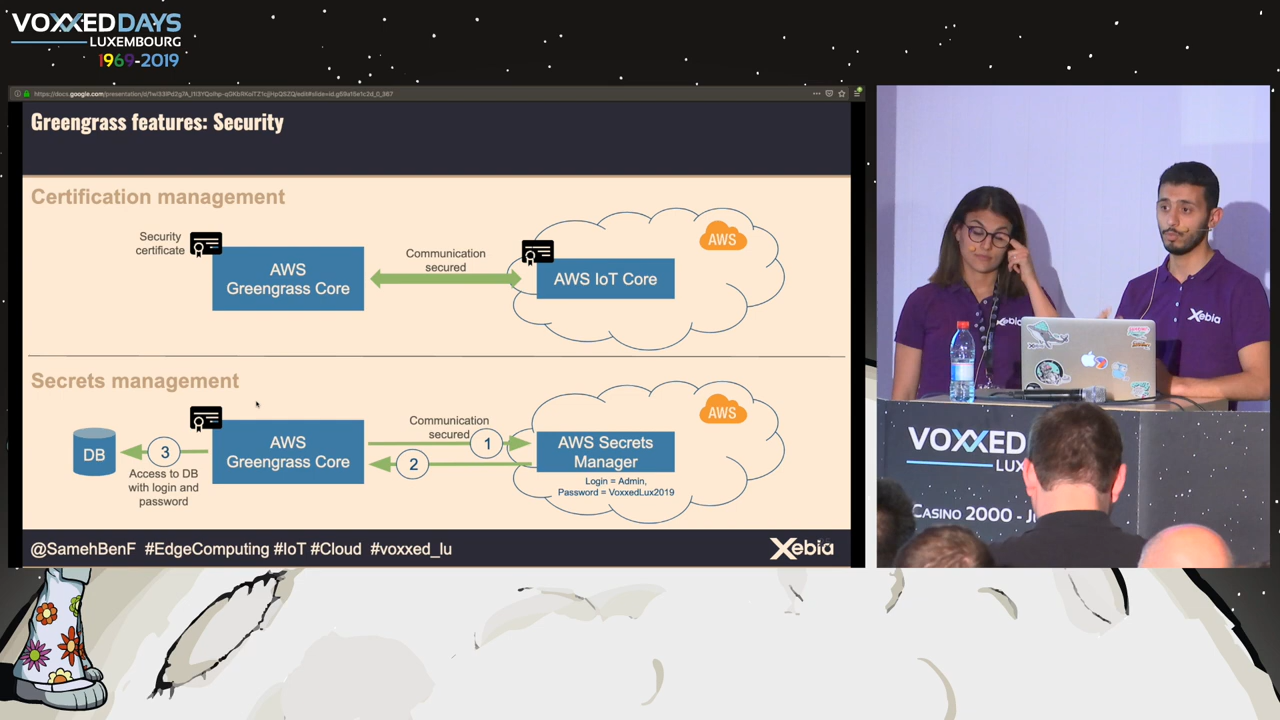 VOXXEDDAYS
LUXEMBOURG
1969-2019
Greengrass features: Security
Certification management
Security
certificate
AWS
Greengrass Core
Communication
secured
AWS IoT Core
AWS
Secrets management
DB
3
Access to DB
with login and
password
AWS
Greengrass Core
Communication
secured
1
2
AWS Secrets
Manager
Login = Admin,
Password = VoxxedLux2019
AWS
@SamehBenF #EdgeComputing #IoT #Cloud #voxxed_lu
Xebia
Xebia
Xebia
VOXXED
LUX
CASINO 2000 - J